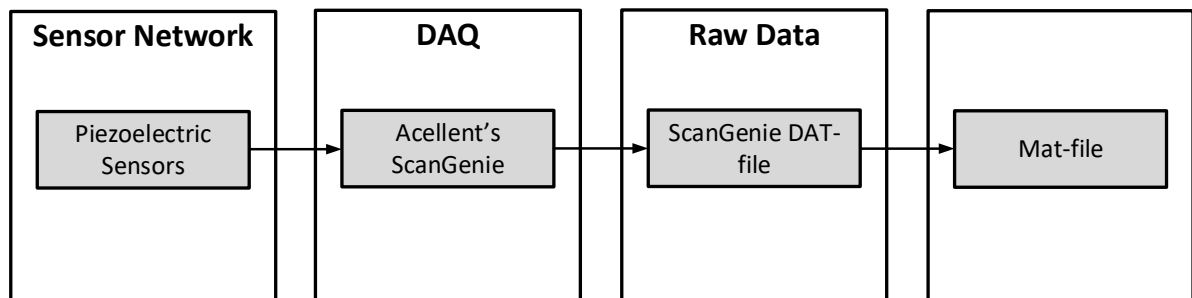 Sensor Network
DAQ
Raw Data
Piezoelectric
Sensors
Acellent's
ScanGenie
ScanGenie DAT-
file
Mat-file